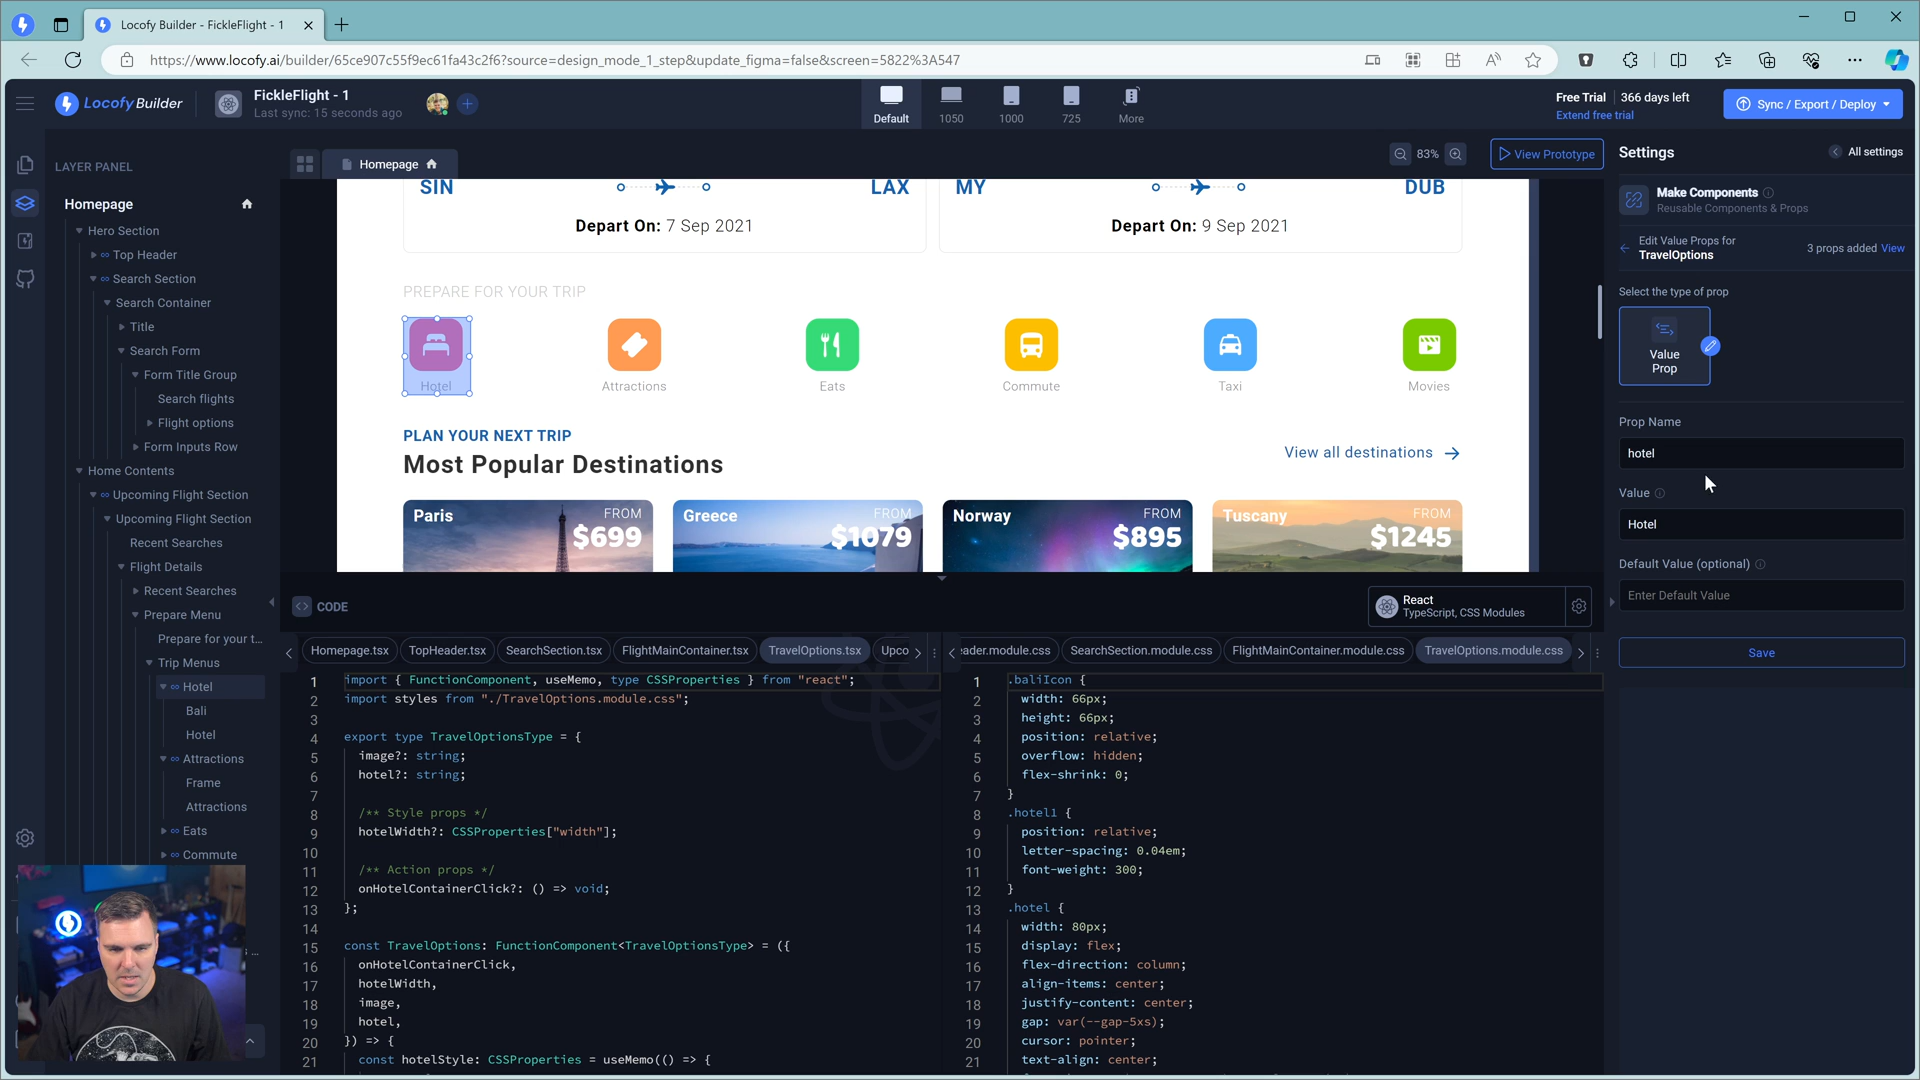 Locofy Builder - FickleFlight - 1
https://www.locofy.ai/builder/65ce907c55f9ec61fa43c2f6?source=design_mode_1_step&update_figma=false&screen=5822%3A547
Locofy Builder
FickleFlight - 1
Last sync: 15 seconds ago
Default
1050
1000
725
More
Free Trial | 366 days left
Extend free trial
Sync / Export / Deploy
LAYER PANEL
Homepage
Hero Section
Top Header
Search Section
Search Container
Title
Search Form
Form Title Group
Search flights
Flight options
Form Inputs Row
Home Contents
Upcoming Flight Section
Upcoming Flight Section
Recent Searches
Flight Details
Recent Searches
Prepare Menu
Prepare for your t...
Trip Menus
Hotel
Bali
Hotel
Attractions
Frame
Attractions
Eats
Commute
Homepage
83%
View Prototype
SIN
LAX
MY
DUB
Depart On: 7 Sep 2021
Depart On: 9 Sep 2021
PREPARE FOR YOUR TRIP
Hotel
Attractions
Eats
Commute
Taxi
Movies
PLAN YOUR NEXT TRIP
Most Popular Destinations
View all destinations
Paris
FROM
$699
Greece
FROM
$1079
Norway
FROM
$895
Tuscany
FROM
$1245
CODE
React
TypeScript, CSS Modules
Homepage.tsx
TopHeader.tsx
SearchSection.tsx
FlightMainContainer.tsx
TravelOptions.tsx
Upco
eader.module.css
SearchSection.module.css
FlightMainContainer.module.css
TravelOptions.module.css
1 import { FunctionComponent, useMemo, type CSSProperties } from "react";
2 import styles from "./TravelOptions.module.css";
3
4 export type TravelOptionsType = {
5 image?: string;
6 hotel?: string;
7
8 /** Style props */
9 hotelWidth?: CSSProperties["width"];
10
11 /** Action props */
12 onHotelContainerClick?: () => void;
13 };
14
15 const TravelOptions: FunctionComponent<TravelOptionsType> = ({
16 onHotelContainerClick,
17 hotelWidth,
18 image,
19 hotel,
20 }) => {
21 const hotelStyle: CSSProperties = useMemo(() => {
1 .baliIcon {
2 width: 66px;
3 height: 66px;
4 position: relative;
5 overflow: hidden;
6 flex-shrink: 0;
7 }
8 .hotel1 {
9 position: relative;
10 letter-spacing: 0.04em;
11 font-weight: 300;
12 }
13 .hotel {
14 width: 80px;
15 display: flex;
16 flex-direction: column;
17 align-items: center;
18 justify-content: center;
19 gap: var(--gap-5xs);
20 cursor: pointer;
21 text-align: center;
Settings
All settings
Make Components
Reusable Components & Props
Edit Value Props for
TravelOptions
3 props added View
Select the type of prop
Value
Prop
Prop Name
hotel
Value
Hotel
Default Value (optional)
Enter Default Value
Save